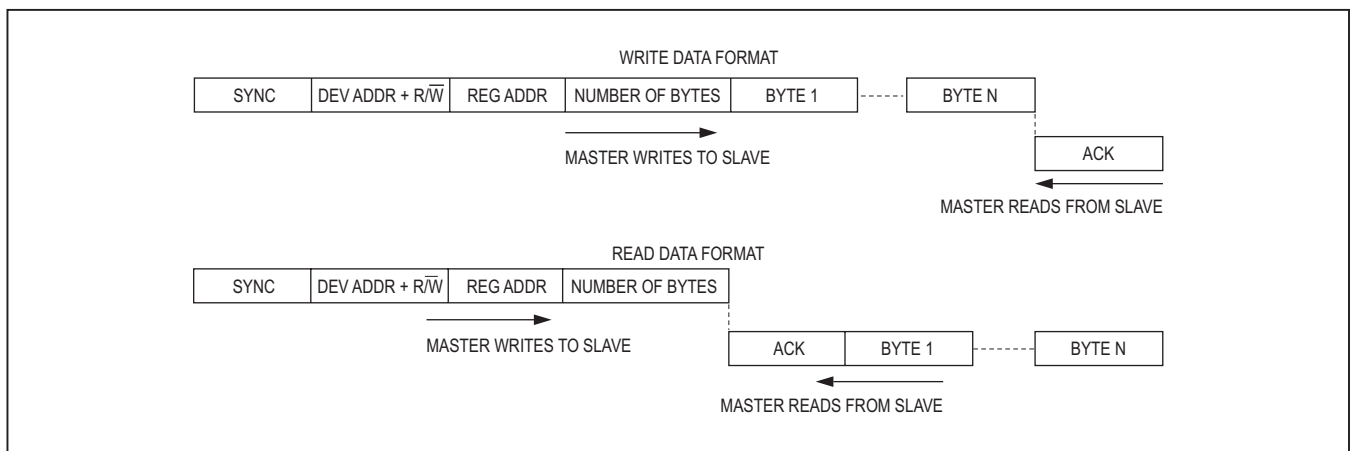 WRITE DATA FORMAT
SYNC DEV ADDR + R/W̅ REG ADDR NUMBER OF BYTES BYTE 1 BYTE N
MASTER WRITES TO SLAVE
ACK
MASTER READS FROM SLAVE
READ DATA FORMAT
SYNC DEV ADDR + R/W̅ REG ADDR NUMBER OF BYTES
MASTER WRITES TO SLAVE
ACK BYTE 1 BYTE N
MASTER READS FROM SLAVE